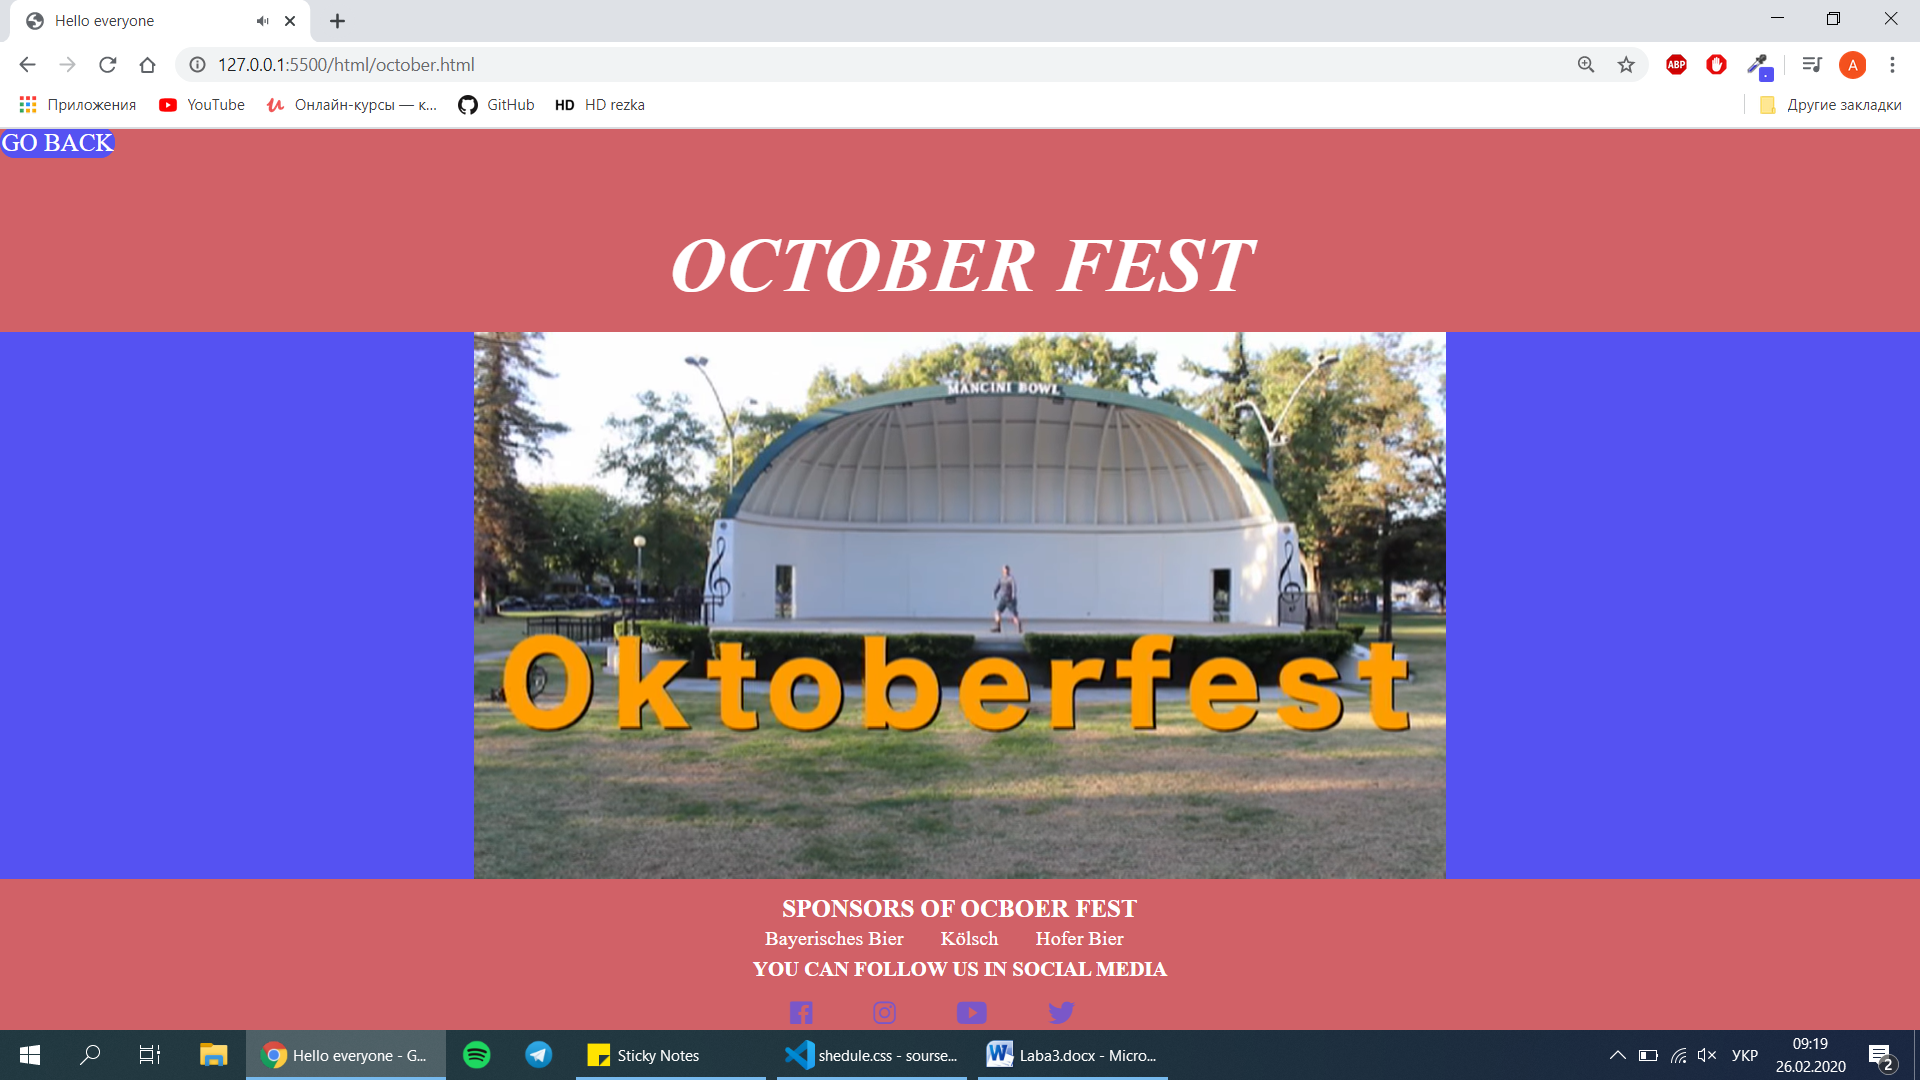 Hello everyone
127.0.0.1:5500/html/october.html
ABP
A
Приложения
YouTube
Онлайн-курсы — к...
GitHub
HD HD rezka
Другие закладки
GO BACK
OCTOBER FEST
MANCINI BOWL
Oktoberfest
SPONSORS OF OCBOER FEST
Bayerisches Bier Kölsch Hofer Bier
YOU CAN FOLLOW US IN SOCIAL MEDIA
Hello everyone - G...
Sticky Notes
shedule.css - sourse...
Laba3.docx - Micro...
УКР
09:19
26.02.2020
2